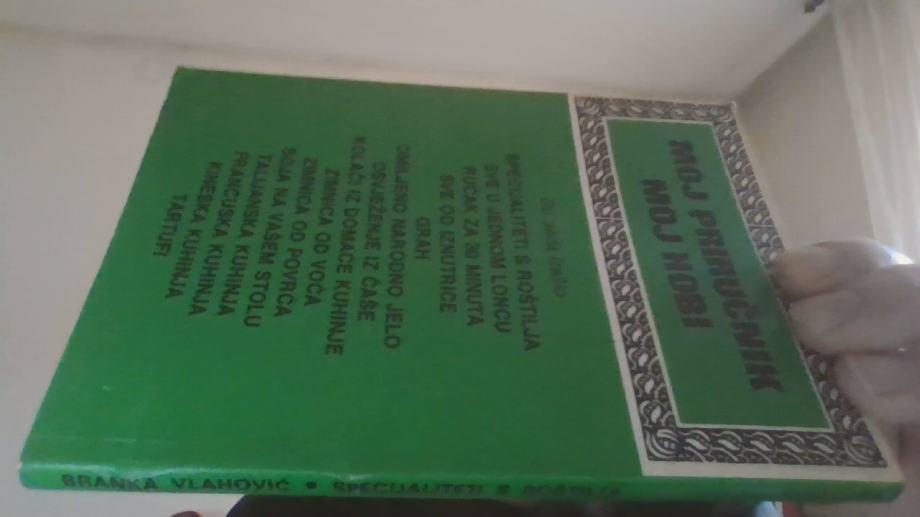 MOJ PRIRUČNIK
MOJ HOBI
SPECIJALITETI S ROŠTILJA
SVE U JEDNOM LONCU
RUČAK ZA 30 MINUTA
SVE OD IZNUTRICE
GRAH
OMILJENO NARODNO JELO
OSVJEŽENJE IZ ČAŠE
KOLAČI IZ DOMAĆE KUHINJE
ZIMNICA OD VOĆA
ZIMNICA OD POVRĆA
SOJA NA VAŠEM STOLU
TALIJANSKA KUHINJA
FRANCUSKA KUHINJA
KINESKA KUHINJA
TARTUFI
BRANKA VLAHOVIĆ • SPECIJALITETI S ROŠTILJA